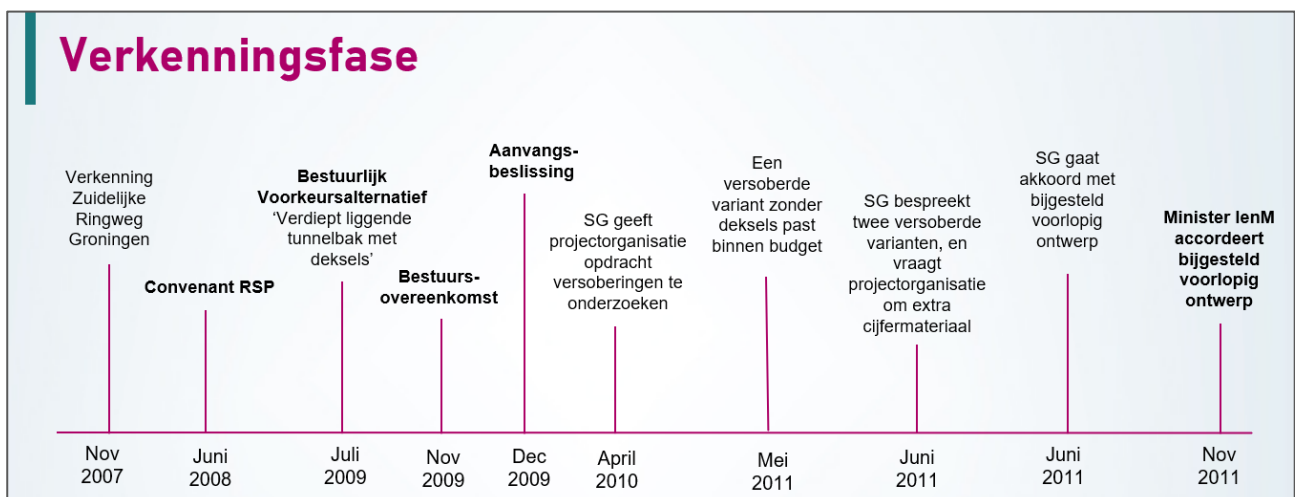 Verkenningsfase
Verkenning
Zuidelijke
Ringweg
Groningen
Convenant RSP
Bestuurlijk
Voorkeursalternatief
‘Verdiept liggende
tunnelbak met
deksels’
Bestuurs-
overeenkomst
Aanvangs-
beslissing
SG geeft
projectorganisatie
opdracht
versoberingen te
onderzoeken
Een
versoberde
variant zonder
deksels past
binnen budget
SG bespreekt
twee versoberde
varianten, en
vraagt
projectorganisatie
om extra
cijfermateriaal
SG gaat
akkoord met
bijgesteld
voorlopig
ontwerp
Minister IenM
accordeert
bijgesteld
voorlopig
ontwerp
Nov
2007
Juni
2008
Juli
2009
Nov
2009
Dec
2009
April
2010
Mei
2011
Juni
2011
Juni
2011
Nov
2011